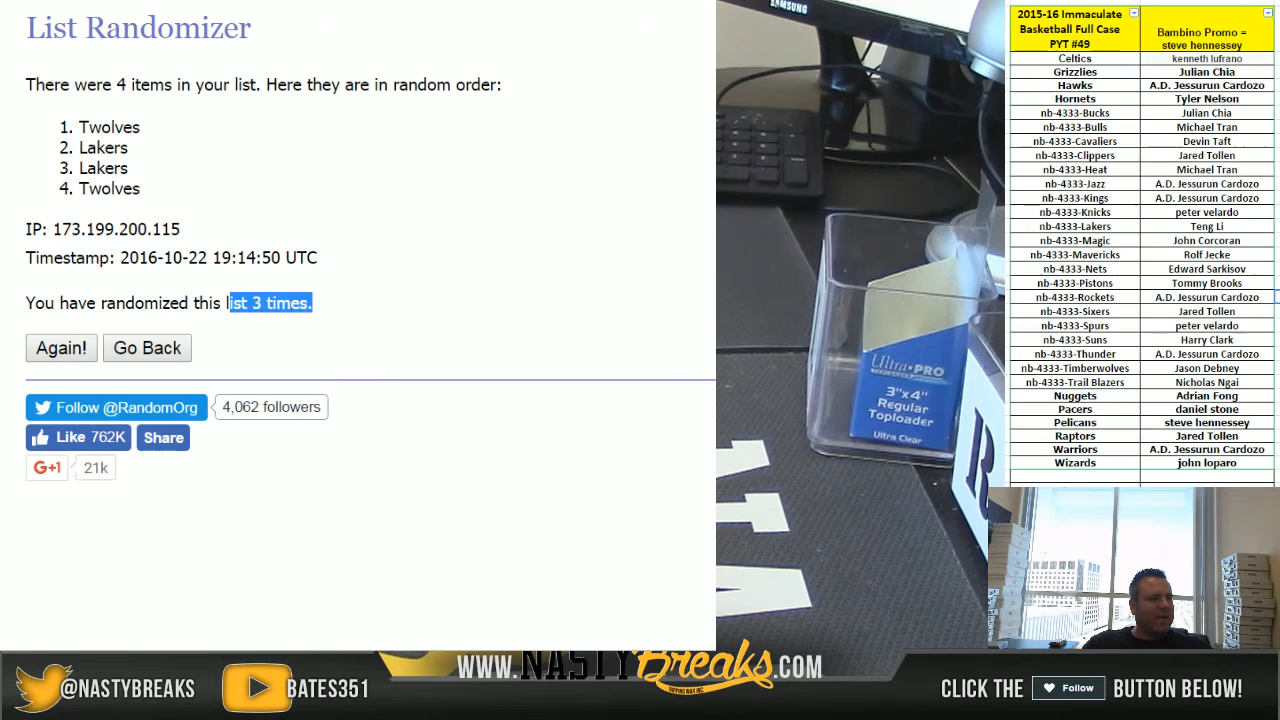 List Randomizer
There were 4 items in your list. Here they are in random order:
1. Twolves
2. Lakers
3. Lakers
4. Twolves
IP: 173.199.200.115
Timestamp: 2016-10-22 19:14:50 UTC
You have randomized this list 3 times.
Again! Go Back
Follow @RandomOrg 4,062 followers
Like 762K Share
G+1 21k
SAMSUNG
Ultra PRO
TOPLOADERS
3"x4"
Regular
Toploader
Ultra Clear
2015-16 Immaculate
Basketball Full Case
PYT #49
Bambino Promo =
steve hennessey
Celtics kenneth lufrano
Grizzlies Julian Chia
Hawks A.D. Jessurun Cardozo
Hornets Tyler Nelson
nb-4333-Bucks Julian Chia
nb-4333-Bulls Michael Tran
nb-4333-Cavaliers Devin Taft
nb-4333-Clippers Jared Tollen
nb-4333-Heat Michael Tran
nb-4333-Jazz A.D. Jessurun Cardozo
nb-4333-Kings A.D. Jessurun Cardozo
nb-4333-Knicks peter velardo
nb-4333-Lakers Teng Li
nb-4333-Magic John Corcoran
nb-4333-Mavericks Rolf Jecke
nb-4333-Nets Edward Sarkisov
nb-4333-Pistons Tommy Brooks
nb-4333-Rockets A.D. Jessurun Cardozo
nb-4333-Sixers Jared Tollen
nb-4333-Spurs peter velardo
nb-4333-Suns Harry Clark
nb-4333-Thunder A.D. Jessurun Cardozo
nb-4333-Timberwolves Jason Debney
nb-4333-Trail Blazers Nicholas Ngai
Nuggets Adrian Fong
Pacers daniel stone
Pelicans steve hennessey
Raptors Jared Tollen
Warriors A.D. Jessurun Cardozo
Wizards john loparo
@NASTYBREAKS
BATES351
WWW.NASTYBreaks.COM
RIPPING WAX INC
CLICK THE Follow BUTTON BELOW!